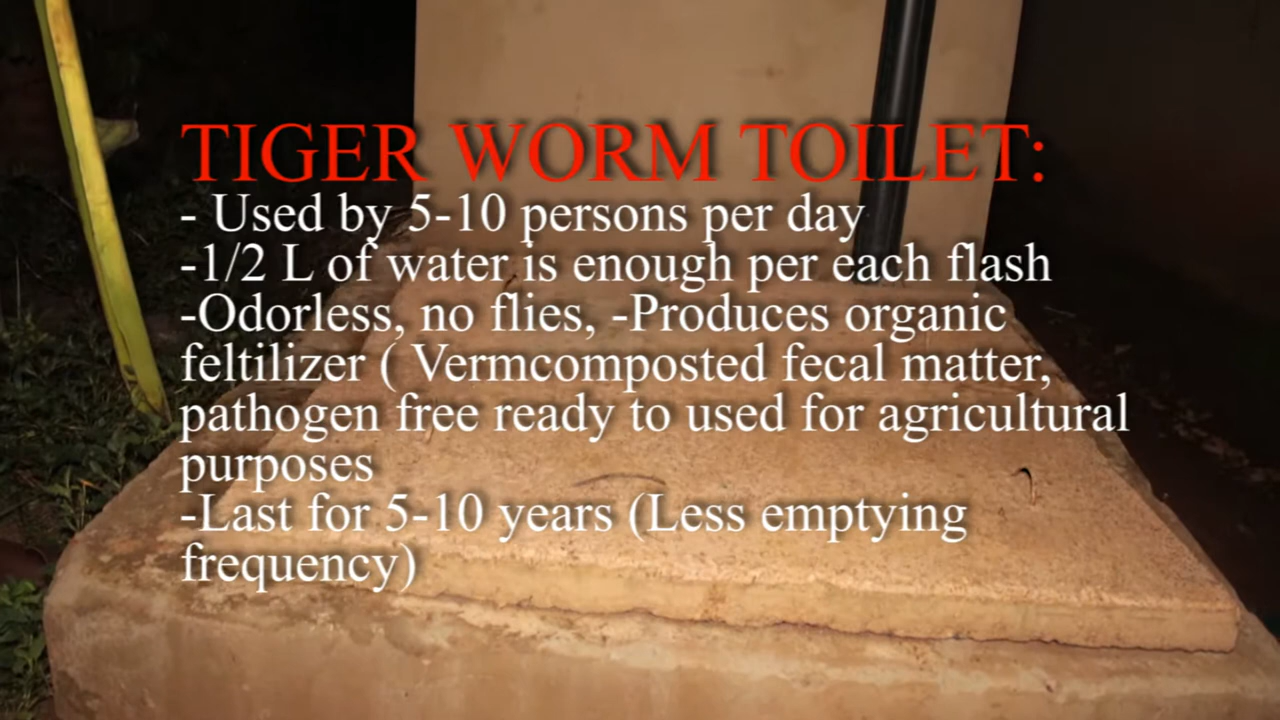 TIGER WORM TOILET:
- Used by 5-10 persons per day
-1/2 L of water is enough per each flash
-Odorless, no flies, -Produces organic
feltilizer ( Vermcomposted fecal matter,
pathogen free ready to used for agricultural
purposes
-Last for 5-10 years (Less emptying
frequency)